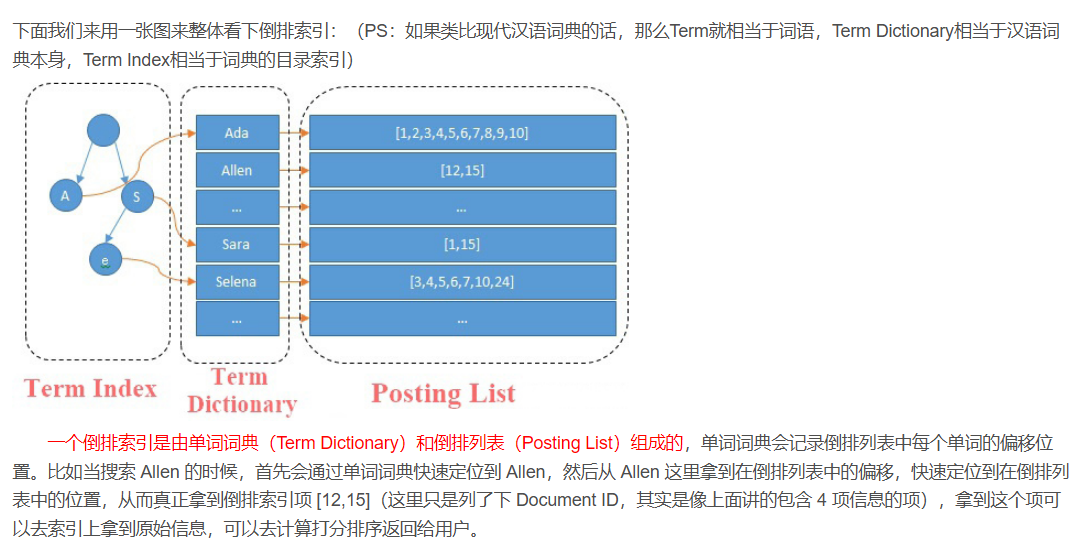 下面我们来用一张图来整体看下倒排索引：（PS：如果类比现代汉语词典的话，那么Term就相当于词语，Term Dictionary相当于汉语词
典本身，Term Index相当于词典的目录索引）
Ada
[1,2,3,4,5,6,7,8,9,10]
Allen
[12,15]
A
S
...
...
Sara
[1,15]
e
Selena
[3,4,5,6,7,10,24]
...
...
Term Index
Term
Dictionary
Posting List
一个倒排索引是由单词词典（Term Dictionary）和倒排列表（Posting List）组成的，单词词典会记录倒排列表中每个单词的偏移位
置。比如当搜索 Allen 的时候，首先会通过单词词典快速定位到 Allen，然后从 Allen 这里拿到在倒排列表中的偏移，快速定位到在倒排列
表中的位置，从而真正拿到倒排索引项 [12,15]（这里只是列了下 Document ID，其实是像上面讲的包含 4 项信息的项），拿到这个项可
以去索引上拿到原始信息，可以去计算打分排序返回给用户。